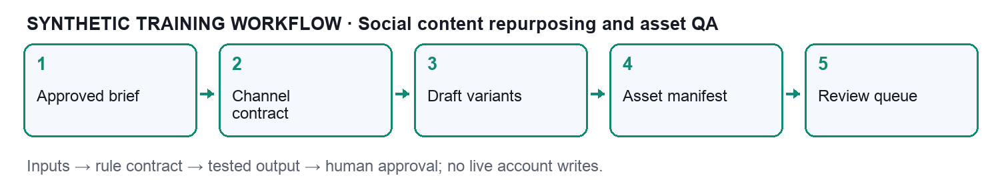 SYNTHETIC TRAINING WORKFLOW · Social content repurposing and asset QA
1
Approved brief
2
Channel
contract
3
Draft variants
4
Asset manifest
5
Review queue
Inputs → rule contract → tested output → human approval; no live account writes.